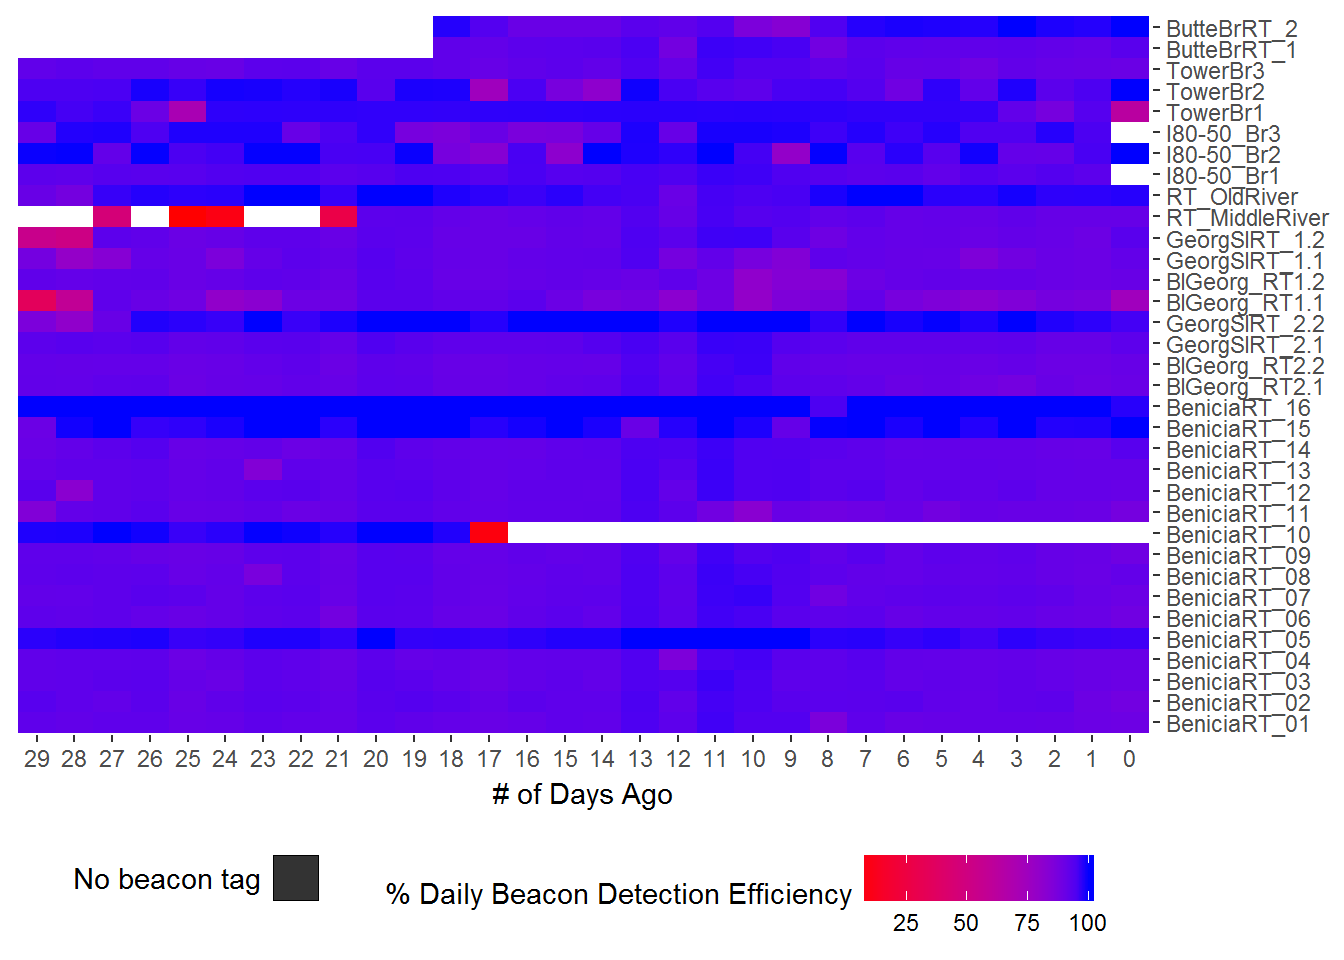 ButteBrRT_2
ButteBrRT_1
TowerBr3
TowerBr2
TowerBr1
I80-50_Br3
I80-50_Br2
I80-50_Br1
RT_OldRiver
RT_MiddleRiver
GeorgSlRT_1.2
GeorgSlRT_1.1
BlGeorg_RT1.2
BlGeorg_RT1.1
GeorgSlRT_2.2
GeorgSlRT_2.1
BlGeorg_RT2.2
BlGeorg_RT2.1
BeniciaRT_16
BeniciaRT_15
BeniciaRT_14
BeniciaRT_13
BeniciaRT_12
BeniciaRT_11
BeniciaRT_10
BeniciaRT_09
BeniciaRT_08
BeniciaRT_07
BeniciaRT_06
BeniciaRT_05
BeniciaRT_04
BeniciaRT_03
BeniciaRT_02
BeniciaRT_01
29 28 27 26 25 24 23 22 21 20 19 18 17 16 15 14 13 12 11 10 9 8 7 6 5 4 3 2 1 0
# of Days Ago
No beacon tag
% Daily Beacon Detection Efficiency
25 50 75 100